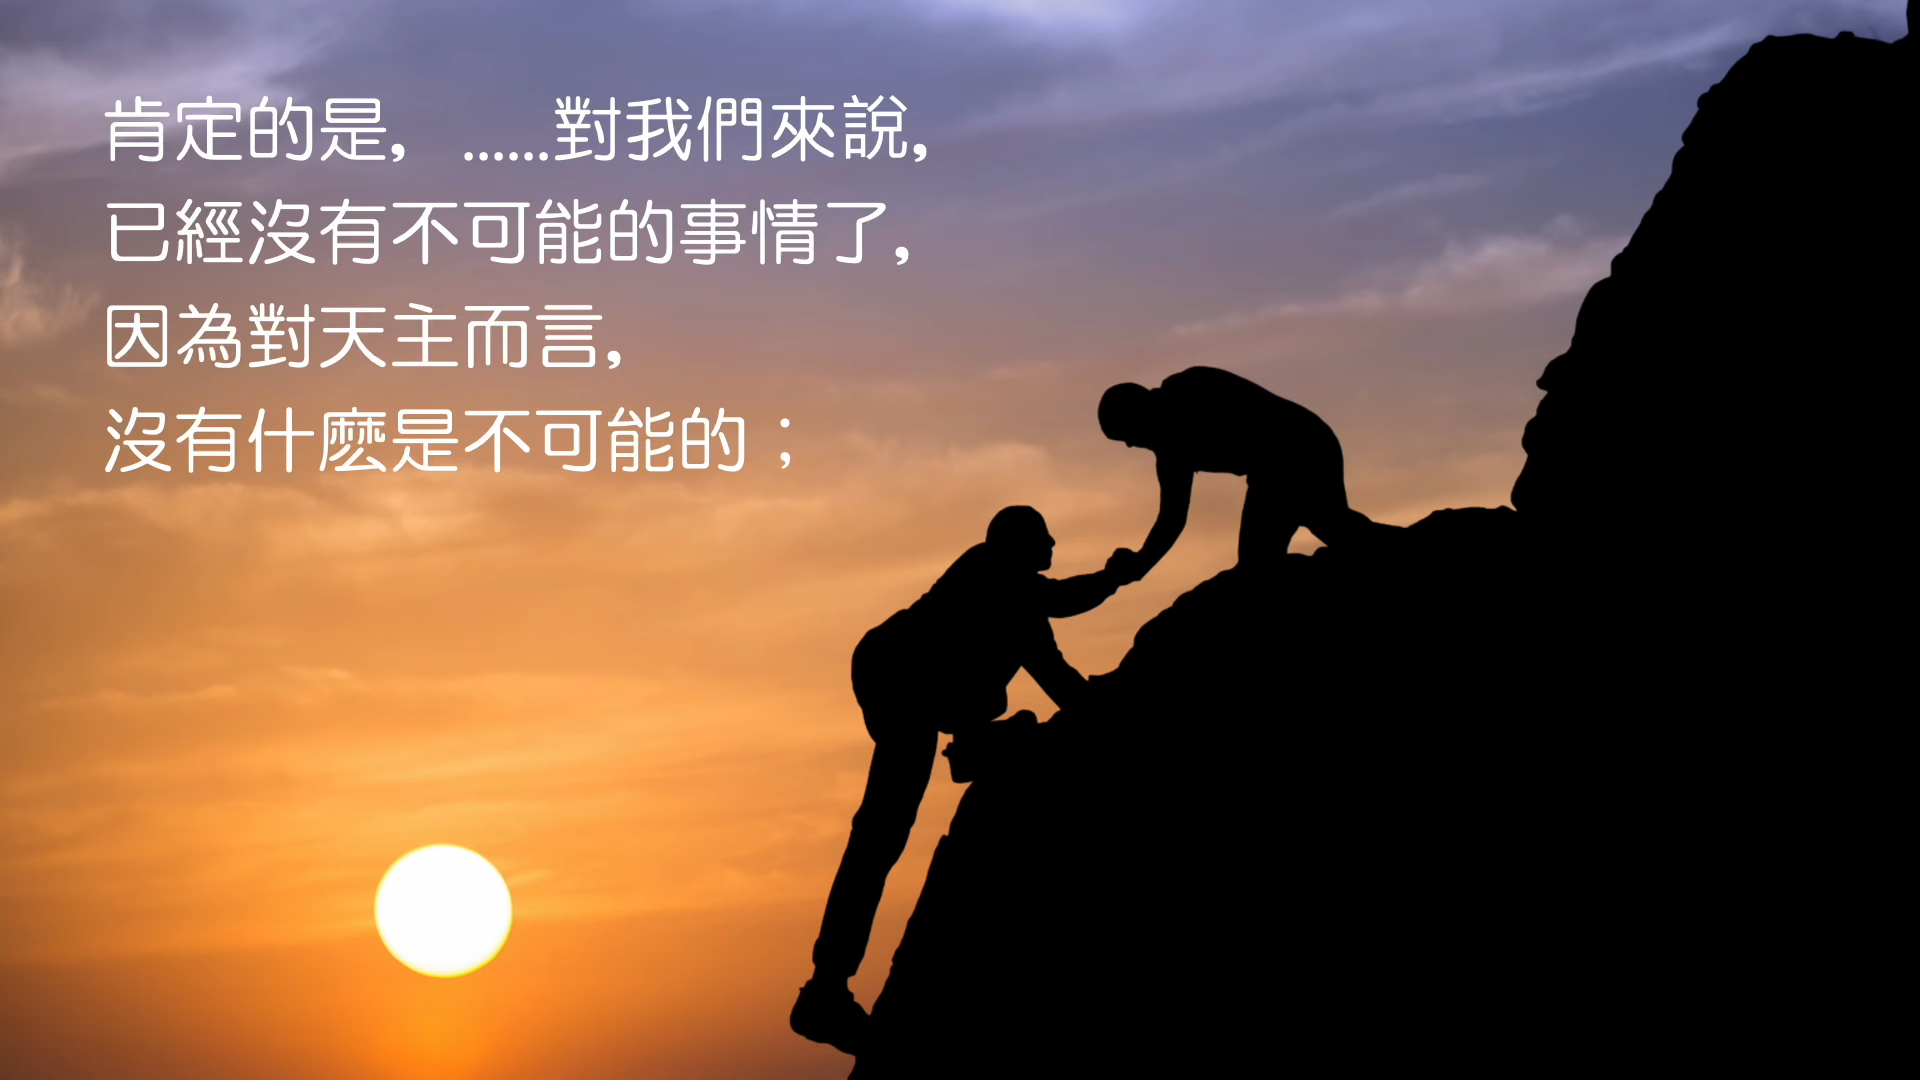 肯定的是，......對我們來說，
已經沒有不可能的事情了，
因為對天主而言，
沒有什麼是不可能的；